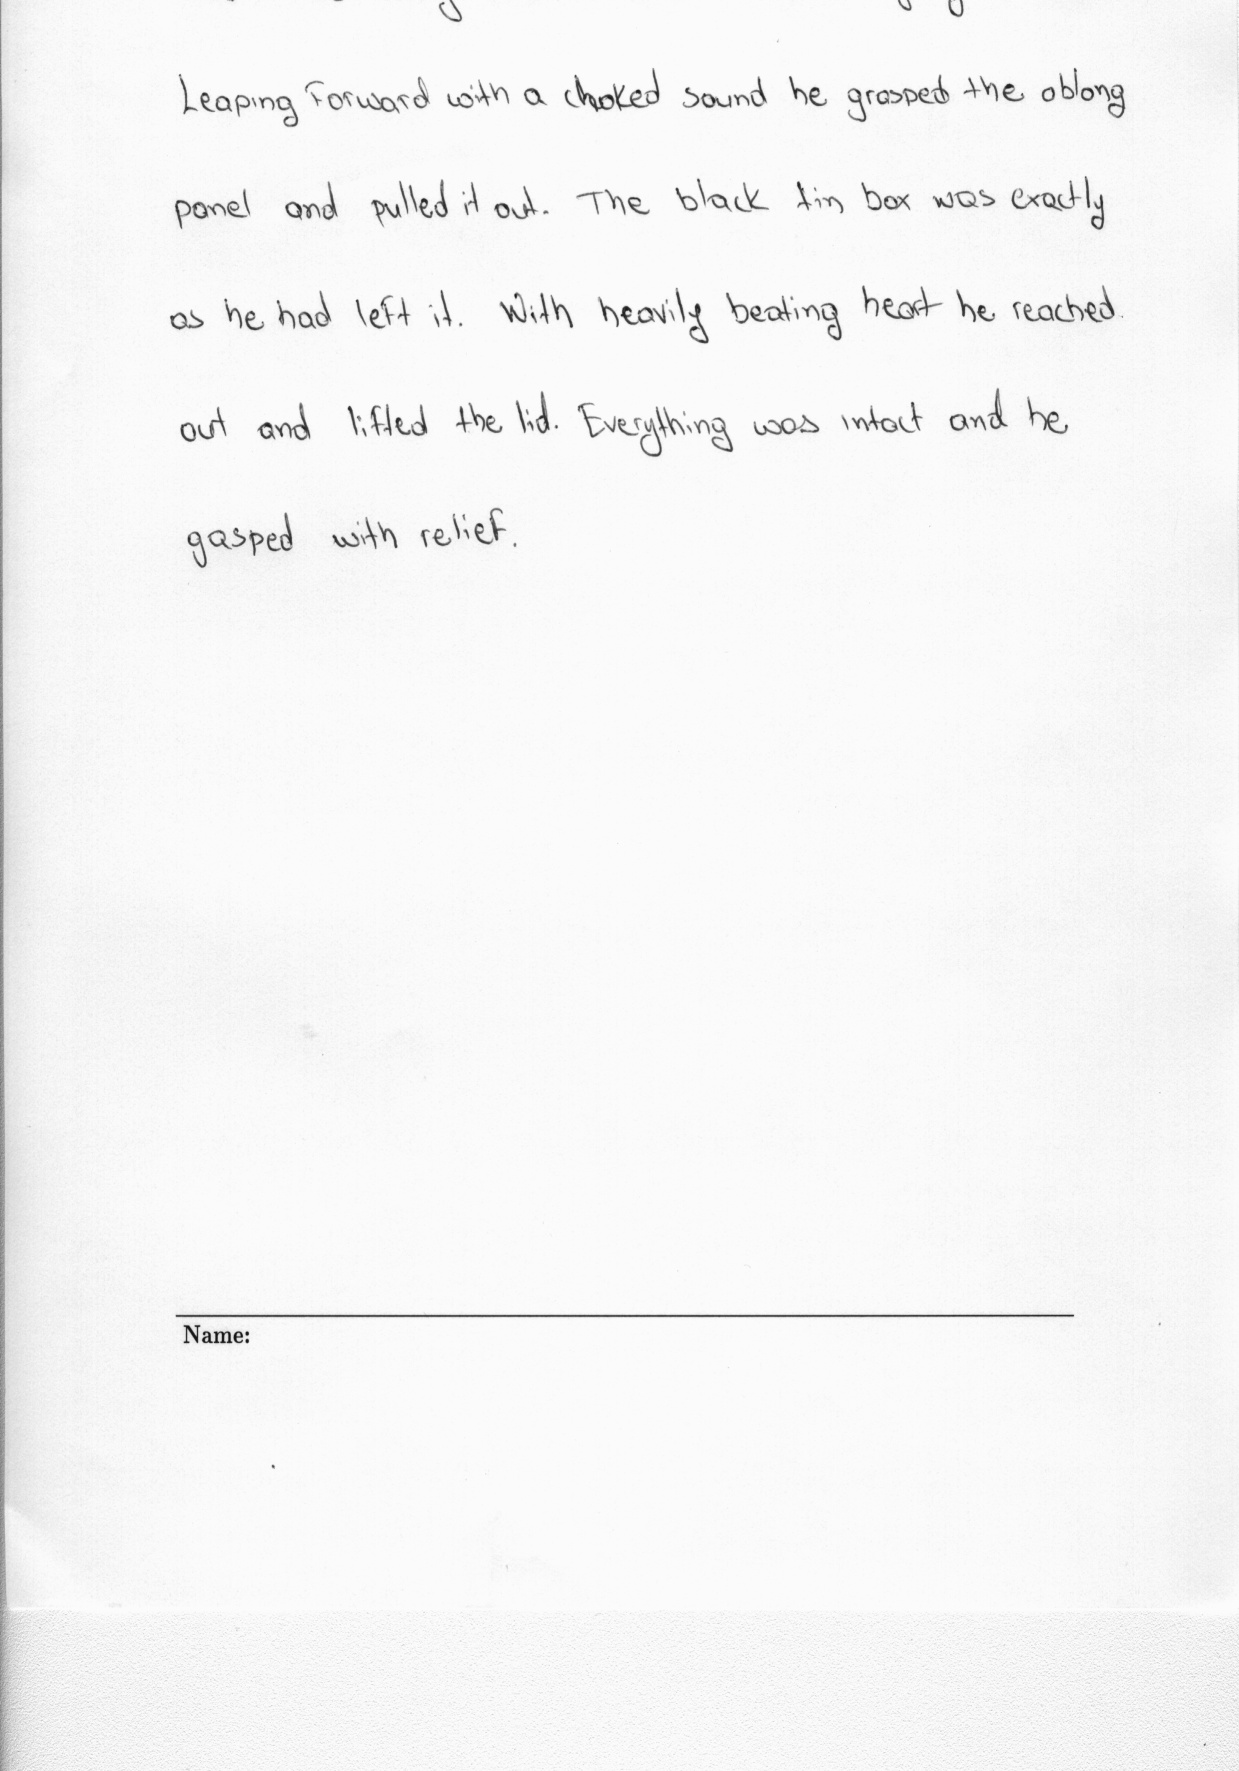 Leaping Forward with a choked sound he grasped the oblong
panel and pulled it out. The black tin box was exactly
as he had left it. With heavily beating heart he reached
out and lifted the lid. Everything was intact and he
gasped with relief.
Name: